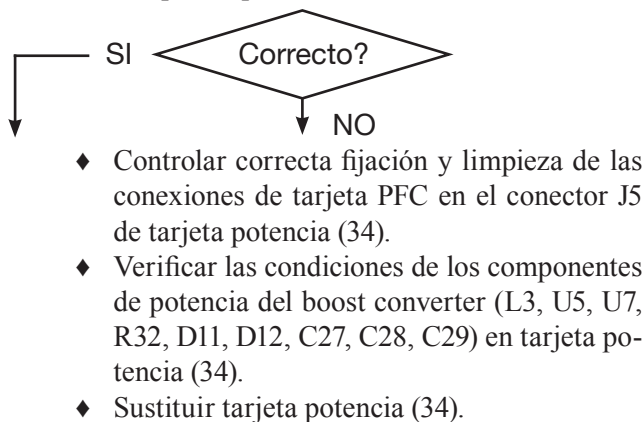 SI
Correcto?
NO
♦ Controlar correcta fijación y limpieza de las
conexiones de tarjeta PFC en el conector J5
de tarjeta potencia (34).
♦ Verificar las condiciones de los componentes
de potencia del boost converter (L3, U5, U7,
R32, D11, D12, C27, C28, C29) en tarjeta po-
tencia (34).
♦ Sustituir tarjeta potencia (34).